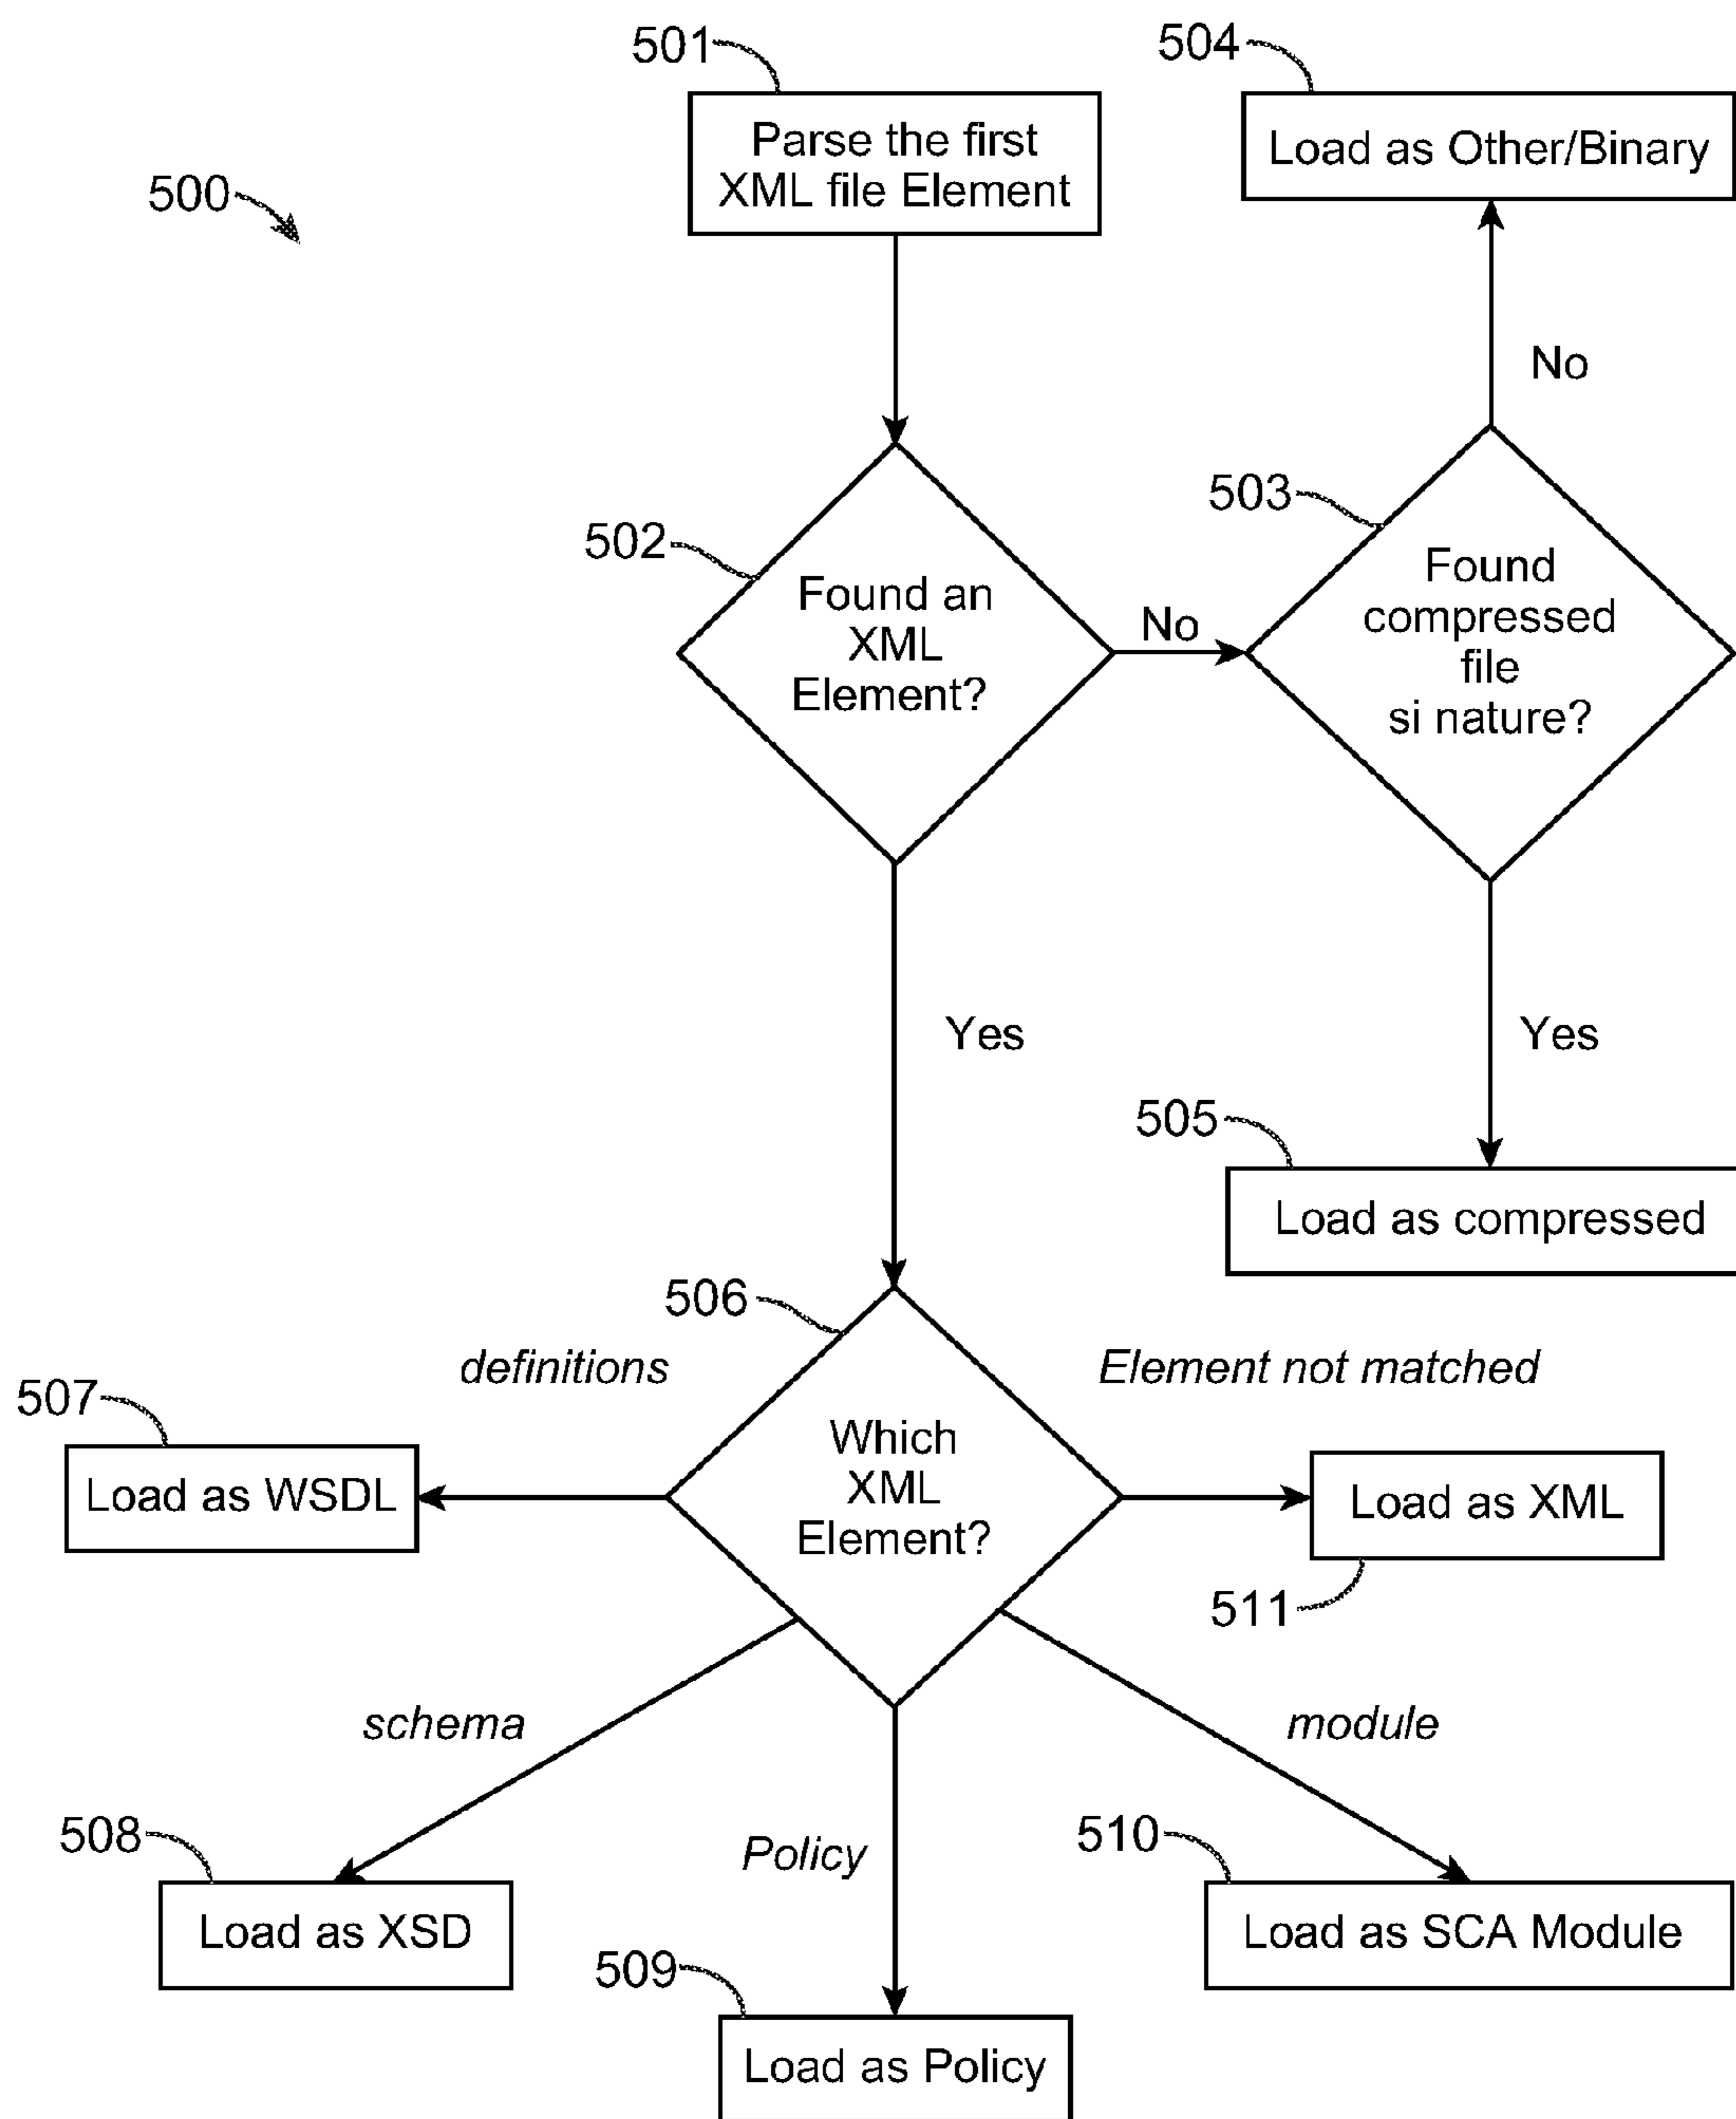 501
504
Parse the first
XML file Element
Load as Other/Binary
500
No
503
502
Found an
XML
Element?
No
Found
compressed
file
si nature?
Yes
Yes
505
Load as compressed
506
definitions
Element not matched
507
Load as WSDL
Which
XML
Element?
Load as XML
511
schema
module
508
Policy
510
Load as XSD
Load as SCA Module
509
Load as Policy